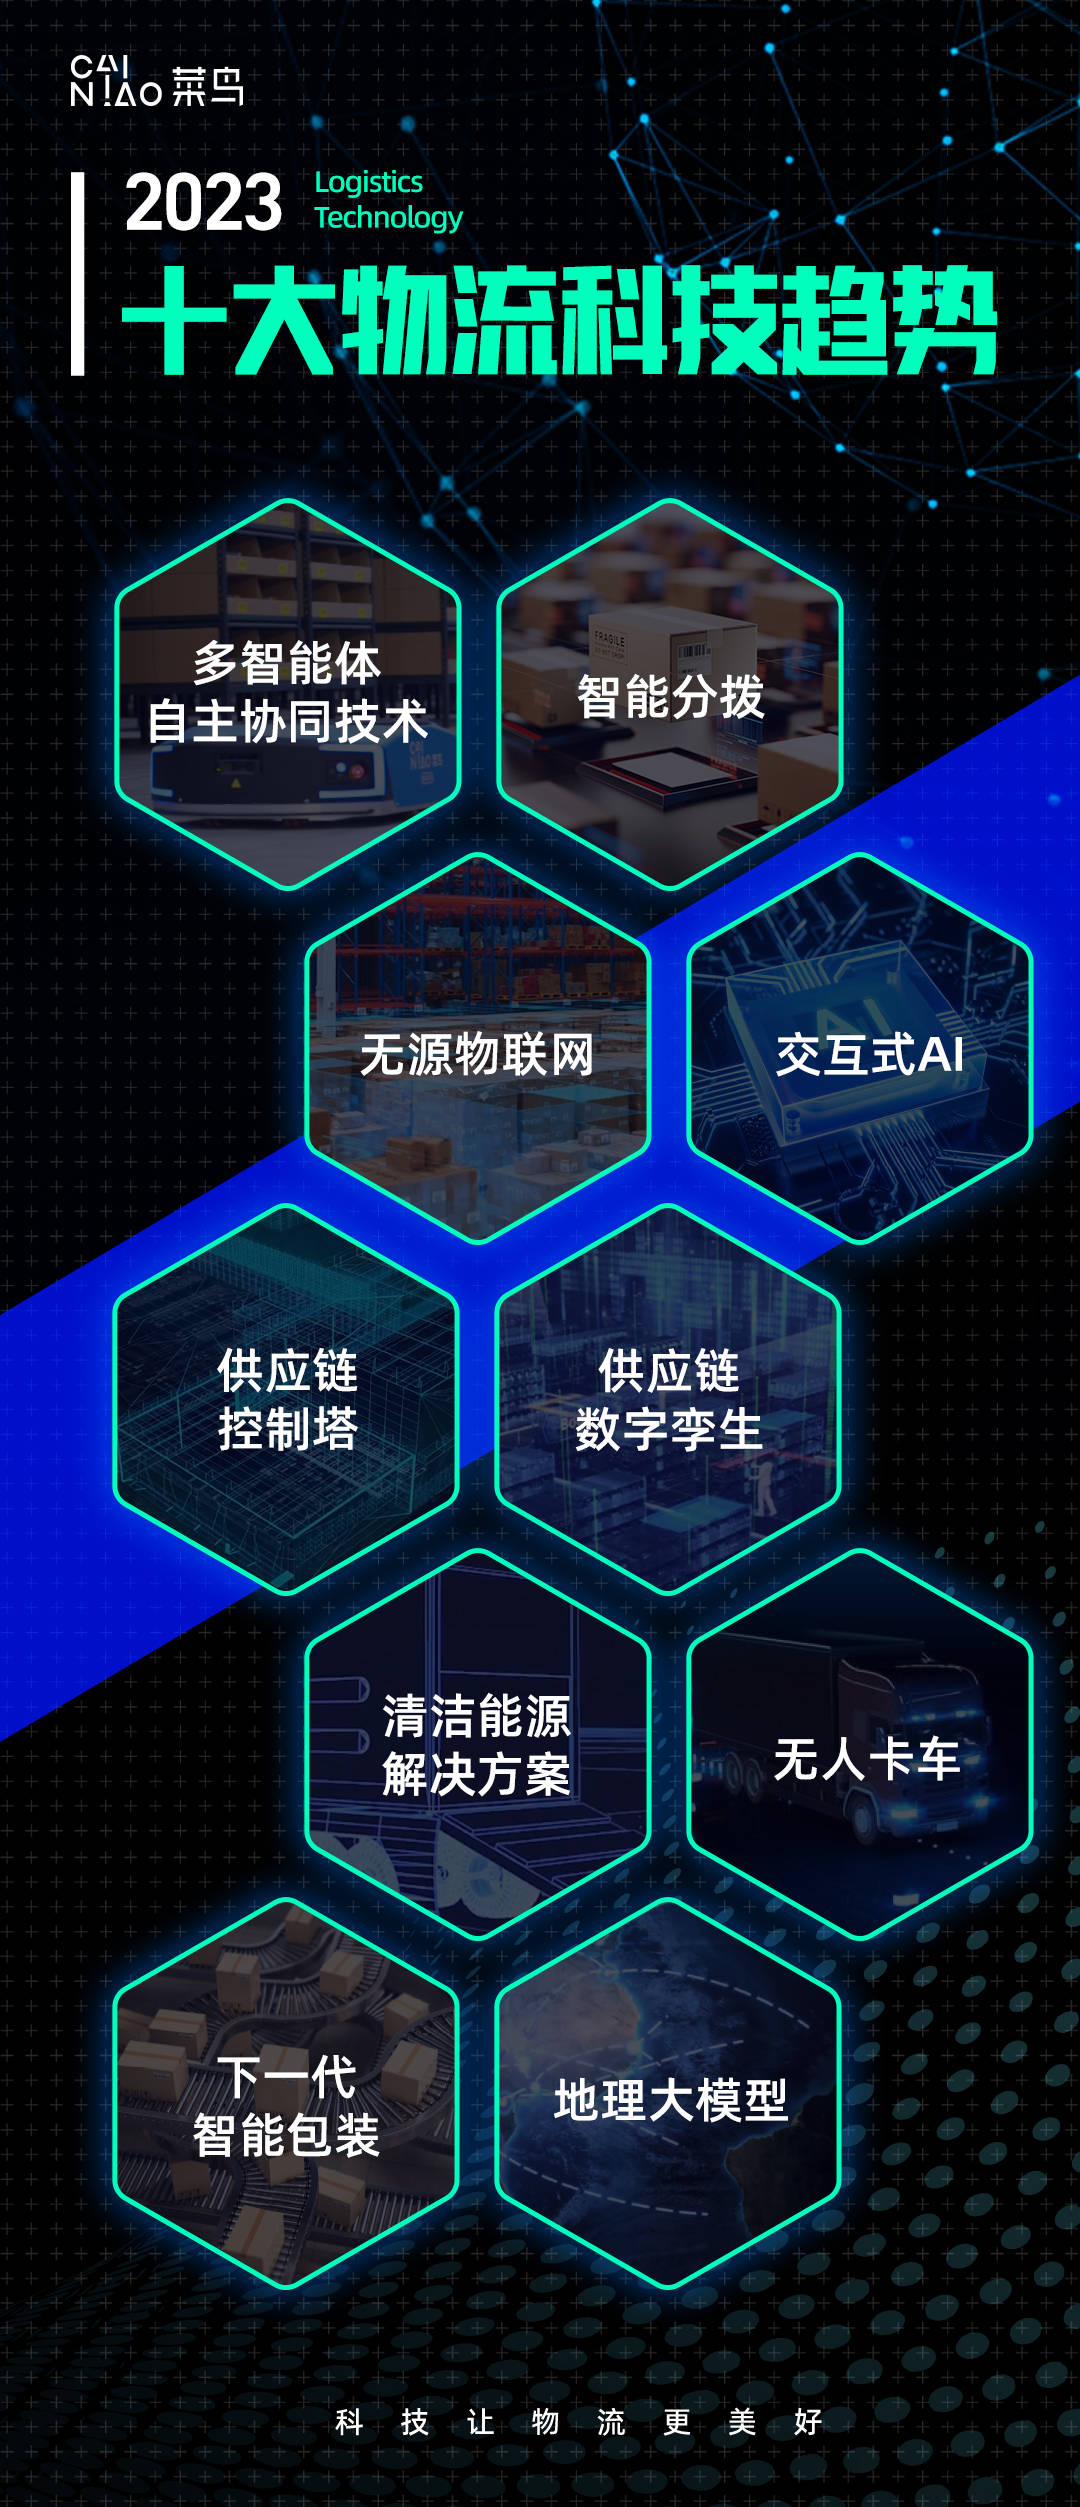 CAI
NIAO 菜鸟
2023 Logistics
Technology
十大物流科技趋势
多智能体
自主协同技术
FRAGILE
智能分拨
无源物联网
交互式AI
供应链
控制塔
供应链
数字孪生
清洁能源
解决方案
无人卡车
下一代
智能包装
地理大模型
科技让物流更美好